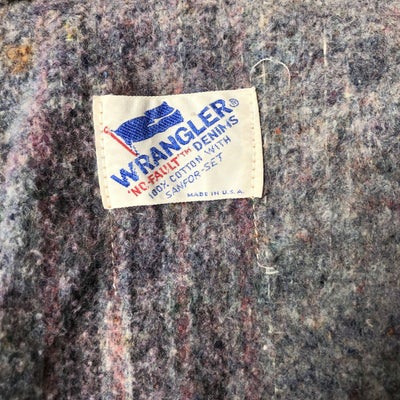 WRANGLER®
"NO-FAULT"™ DENIMS
100% COTTON WITH
SANFOR-SET
MADE IN U.S.A.